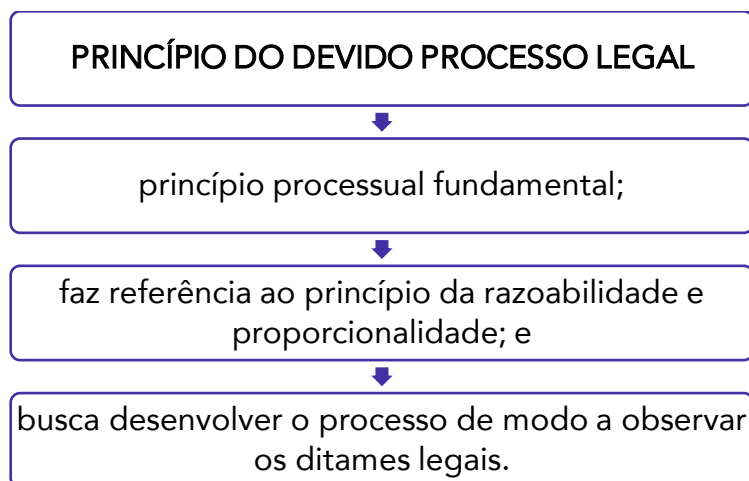 PRINCÍPIO DO DEVIDO PROCESSO LEGAL
princípio processual fundamental;
faz referência ao princípio da razoabilidade e
proporcionalidade; e
busca desenvolver o processo de modo a observar
os ditames legais.